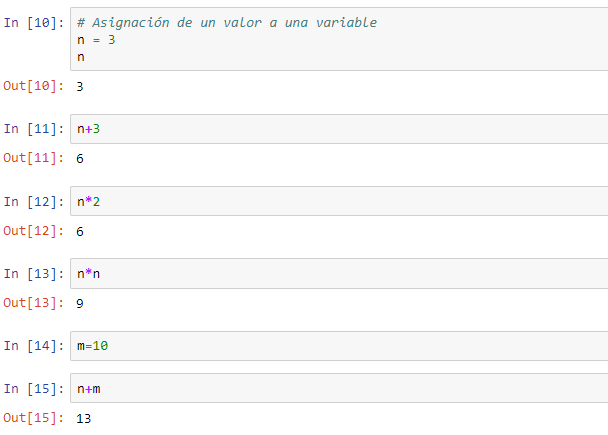 In [10]: # Asignación de un valor a una variable
n = 3
n
Out[10]: 3
In [11]: n+3
Out[11]: 6
In [12]: n*2
Out[12]: 6
In [13]: n*n
Out[13]: 9
In [14]: m=10
In [15]: n+m
Out[15]: 13